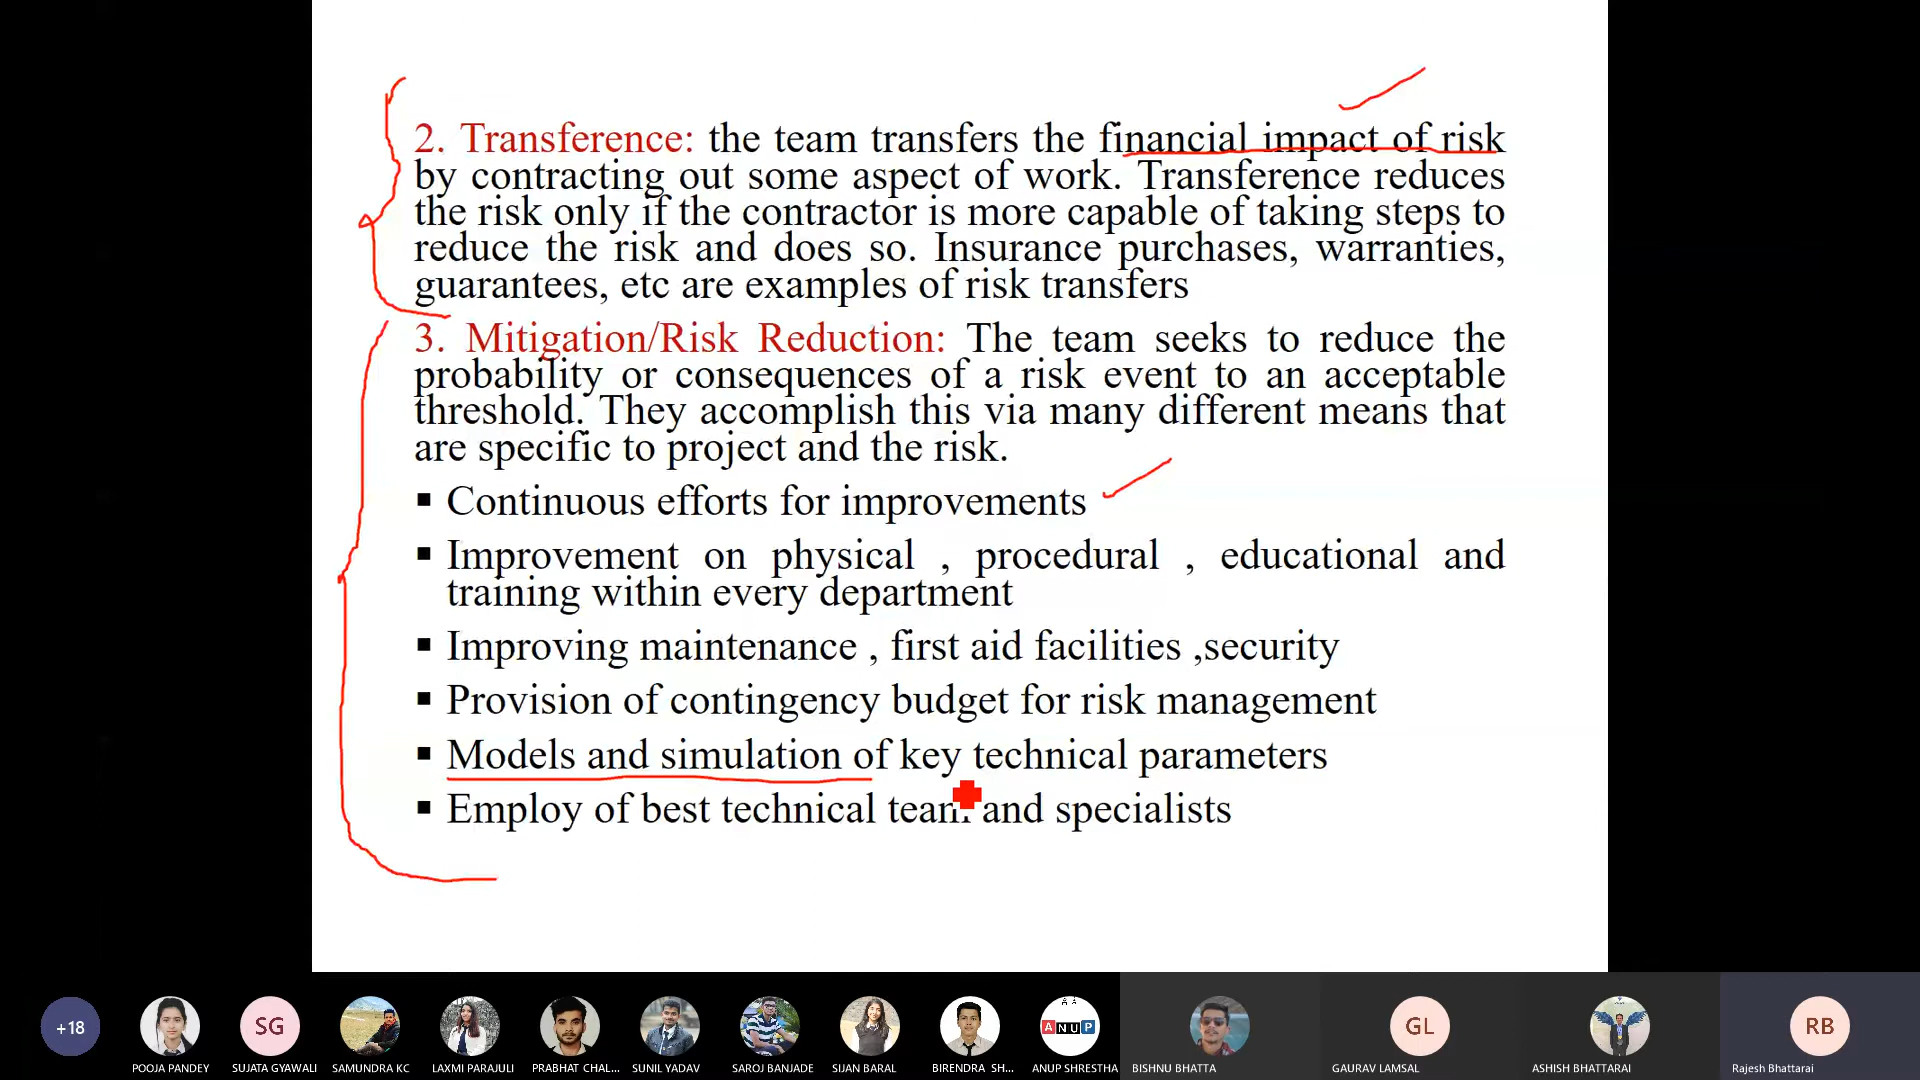 2. Transference: the team transfers the financial impact of risk
by contracting out some aspect of work. Transference reduces
the risk only if the contractor is more capable of taking steps to
reduce the risk and does so. Insurance purchases, warranties,
guarantees, etc are examples of risk transfers
3. Mitigation/Risk Reduction: The team seeks to reduce the
probability or consequences of a risk event to an acceptable
threshold. They accomplish this via many different means that
are specific to project and the risk.
▪ Continuous efforts for improvements
▪ Improvement on physical , procedural , educational and
training within every department
▪ Improving maintenance , first aid facilities ,security
▪ Provision of contingency budget for risk management
▪ Models and simulation of key technical parameters
▪ Employ of best technical team and specialists
+18 SG ANUP GL RB
POOJA PANDEY SUJATA GYAWALI SAMUNDRA KC LAXMI PARAJULI PRABHAT CHAL... SUNIL YADAV SAROJ BANJADE SIJAN BARAL BIRENDRA SH... ANUP SHRESTHA BISHNU BHATTA GAURAV LAMSAL ASHISH BHATTARAI Rajesh Bhattarai